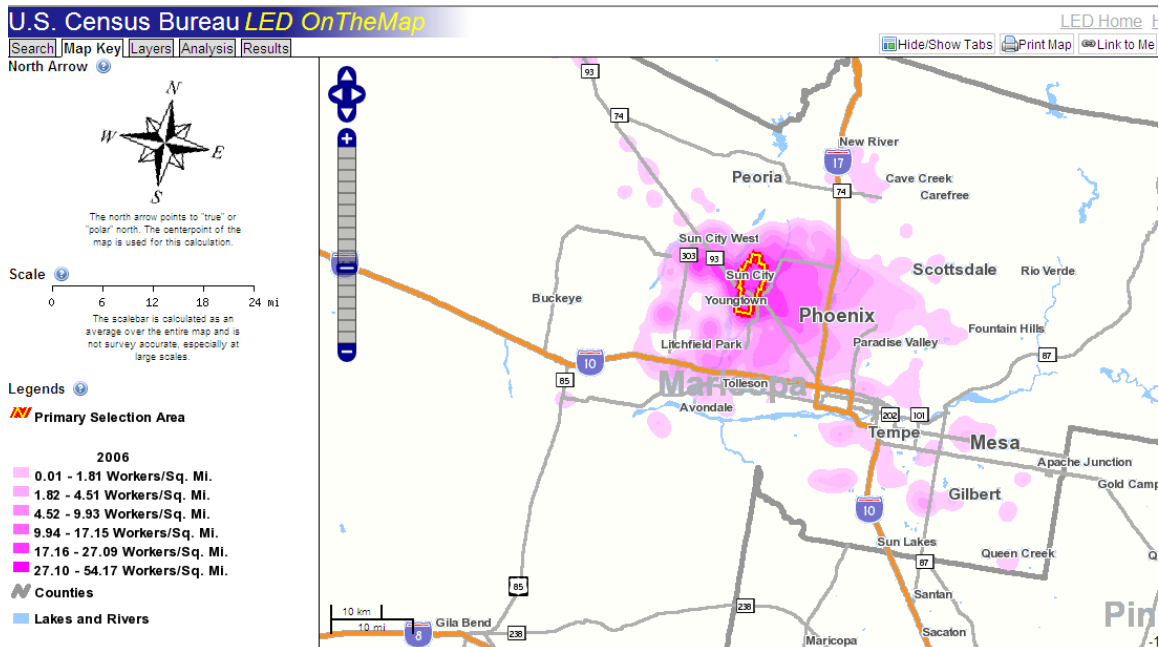 U.S. Census Bureau LED OnTheMap
LED Home
Search Map Key Layers Analysis Results
Hide/Show Tabs Print Map Link to Me
North Arrow ?
N
W E
S
The north arrow points to "true" or
"polar" north. The centerpoint of the
map is used for this calculation.
Scale ?
0 6 12 18 24 mi
The scalebar is calculated as an
average over the entire map and is
not survey accurate, especially at
large scales.
Legends ?
Primary Selection Area
2006
0.01 - 1.81 Workers/Sq. Mi.
1.82 - 4.51 Workers/Sq. Mi.
4.52 - 9.93 Workers/Sq. Mi.
9.94 - 17.15 Workers/Sq. Mi.
17.16 - 27.09 Workers/Sq. Mi.
27.10 - 54.17 Workers/Sq. Mi.
Counties
Lakes and Rivers
93
74
New River
17
Peoria
74
Cave Creek
Carefree
Sun City West
303
93
Sun City
Scottsdale
Rio Verde
Buckeye
Youngtown
Phoenix
Fountain Hills
Litchfield Park
Paradise Valley
87
10
85
Maricopa
Tolleson
Avondale
202
101
Tempe
Mesa
Apache Junction
Gold Camp
Gilbert
10
Sun Lakes
87
Queen Creek
85
Santan
238
10 km
10 mi
8
Gila Bend
238
Maricopa
Sacaton
Pin